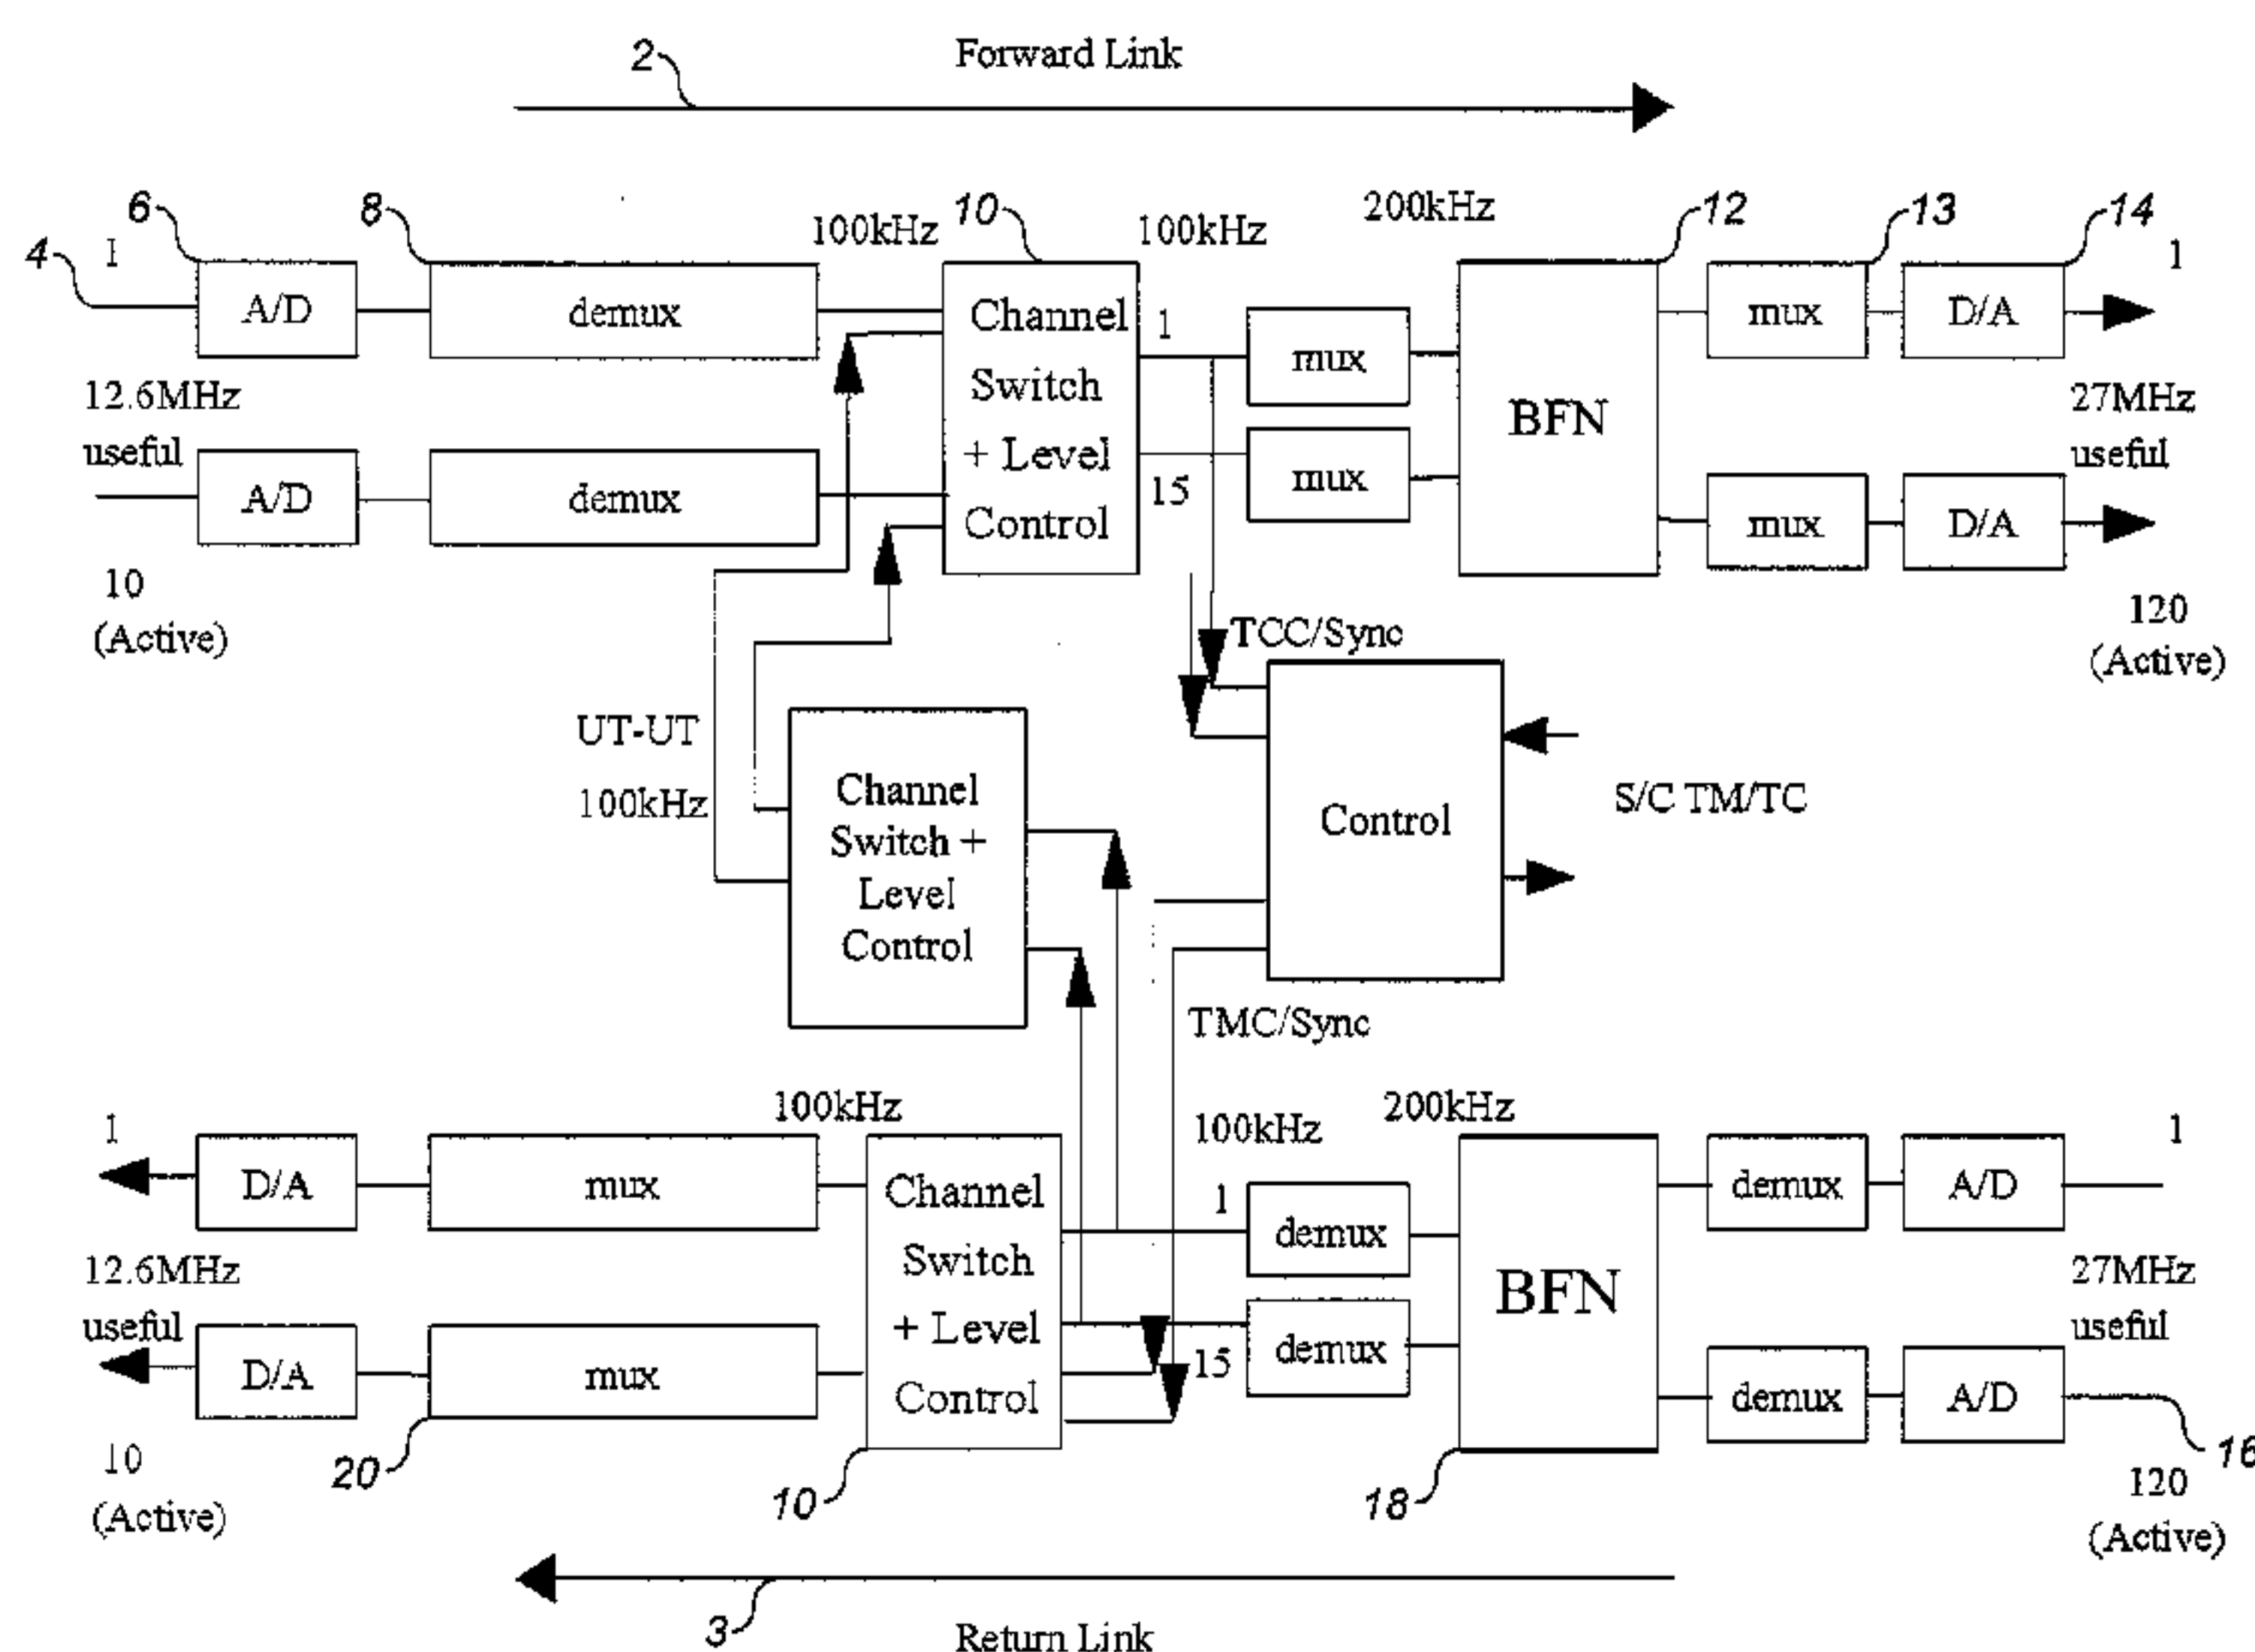 2
Forward Link
6
8
100kHz
10
100kHz
200kHz
12
13
14
4
1
1
A/D
demux
Channel
Switch
+ Level
Control
1
mux
BFN
mux
D/A
12.6MHz
useful
27MHz
useful
A/D
demux
15
mux
mux
D/A
10
(Active)
120
(Active)
TCC/Sync
UT-UT
100kHz
Channel
Switch +
Level
Control
Control
S/C TM/TC
TMC/Sync
100kHz
100kHz
200kHz
1
1
D/A
mux
Channel
Switch
+ Level
Control
1
demux
BFN
demux
A/D
12.6MHz
useful
27MHz
useful
D/A
mux
15
demux
demux
A/D
10
(Active)
20
10
18
16
120
(Active)
3
Return Link